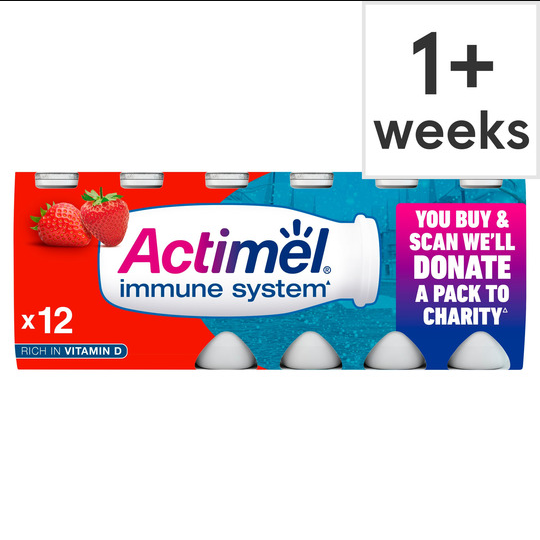 1+
weeks
Actimel®
immune system▲
x12
RICH IN VITAMIN D
YOU BUY &
SCAN WE'LL
DONATE
A PACK TO
CHARITY△